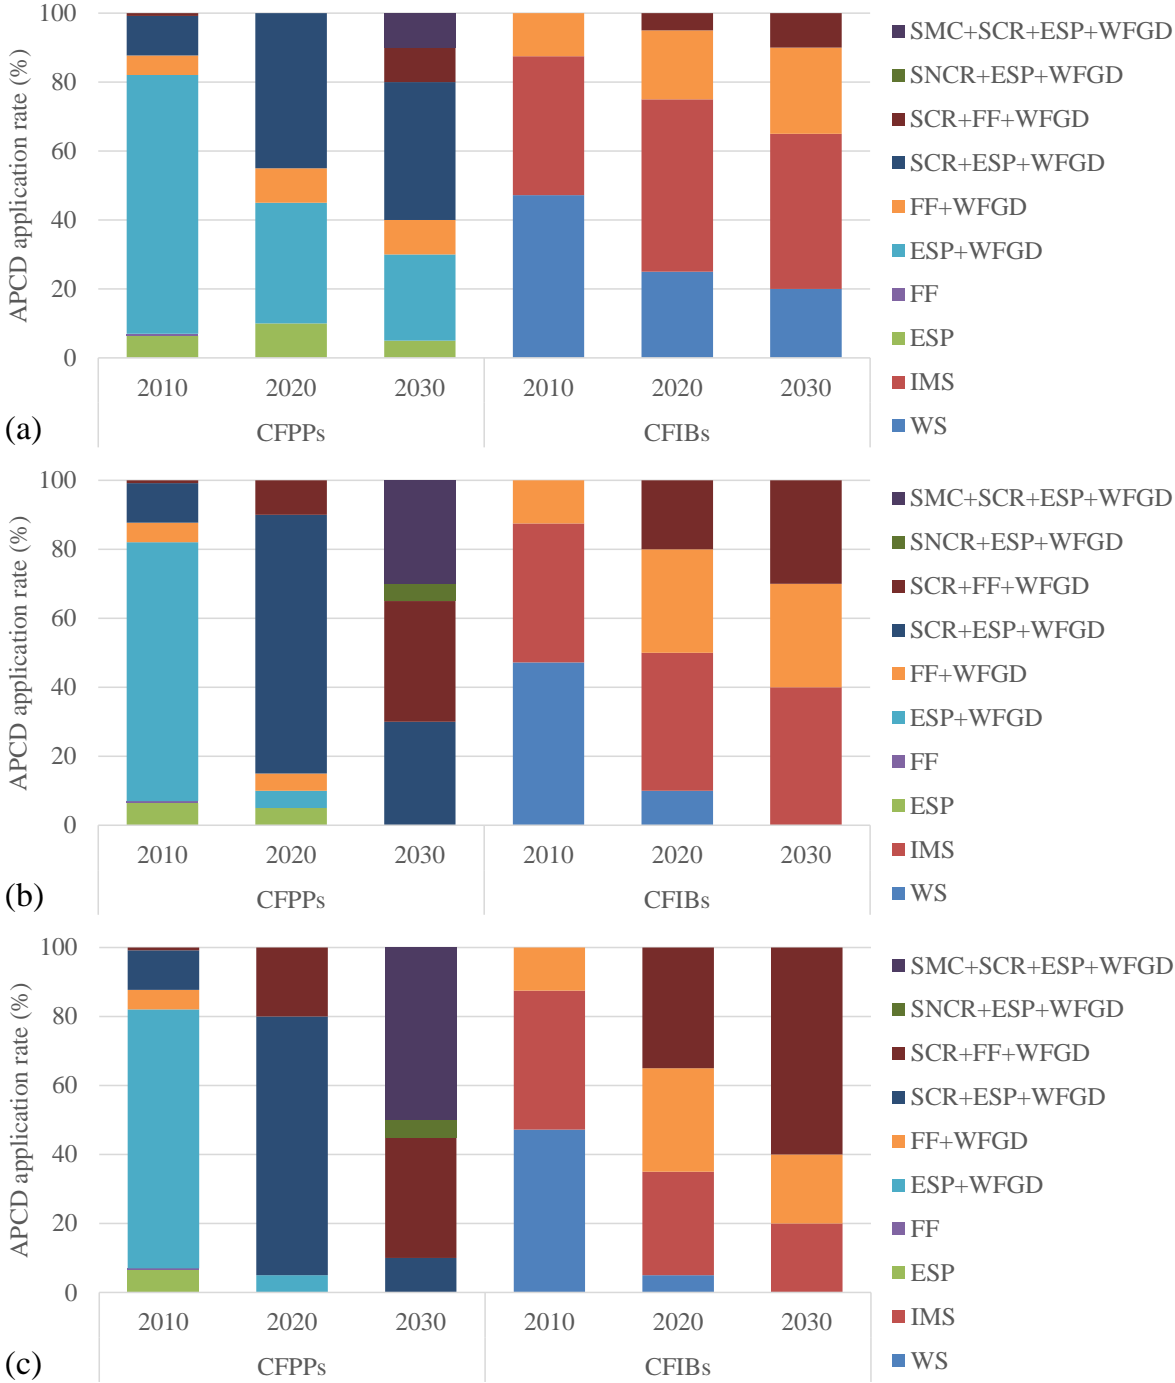 100
80
60
40
20
0
APCD application rate (%)
2010
2020
2030
2010
2020
2030
CFPPs
CFIBs
(a)
SMC+SCR+ESP+WFGD
SNCR+ESP+WFGD
SCR+FF+WFGD
SCR+ESP+WFGD
FF+WFGD
ESP+WFGD
FF
ESP
IMS
WS
100
80
60
40
20
0
APCD application rate (%)
2010
2020
2030
2010
2020
2030
CFPPs
CFIBs
(b)
SMC+SCR+ESP+WFGD
SNCR+ESP+WFGD
SCR+FF+WFGD
SCR+ESP+WFGD
FF+WFGD
ESP+WFGD
FF
ESP
IMS
WS
100
80
60
40
20
0
APCD application rate (%)
2010
2020
2030
2010
2020
2030
CFPPs
CFIBs
(c)
SMC+SCR+ESP+WFGD
SNCR+ESP+WFGD
SCR+FF+WFGD
SCR+ESP+WFGD
FF+WFGD
ESP+WFGD
FF
ESP
IMS
WS